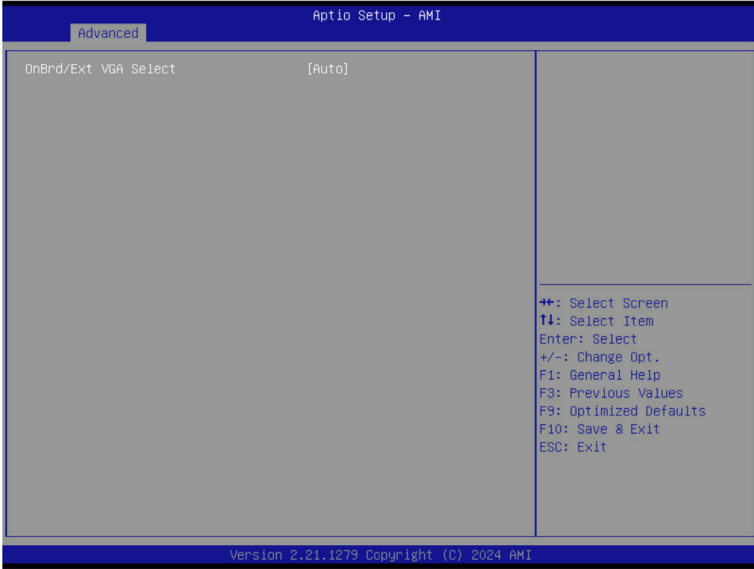 Aptio Setup – AMI
Advanced
OnBrd/Ext VGA Select [Auto]
→←: Select Screen
↑↓: Select Item
Enter: Select
+/-: Change Opt.
F1: General Help
F3: Previous Values
F9: Optimized Defaults
F10: Save & Exit
ESC: Exit
Version 2.21.1279 Copyright (C) 2024 AMI